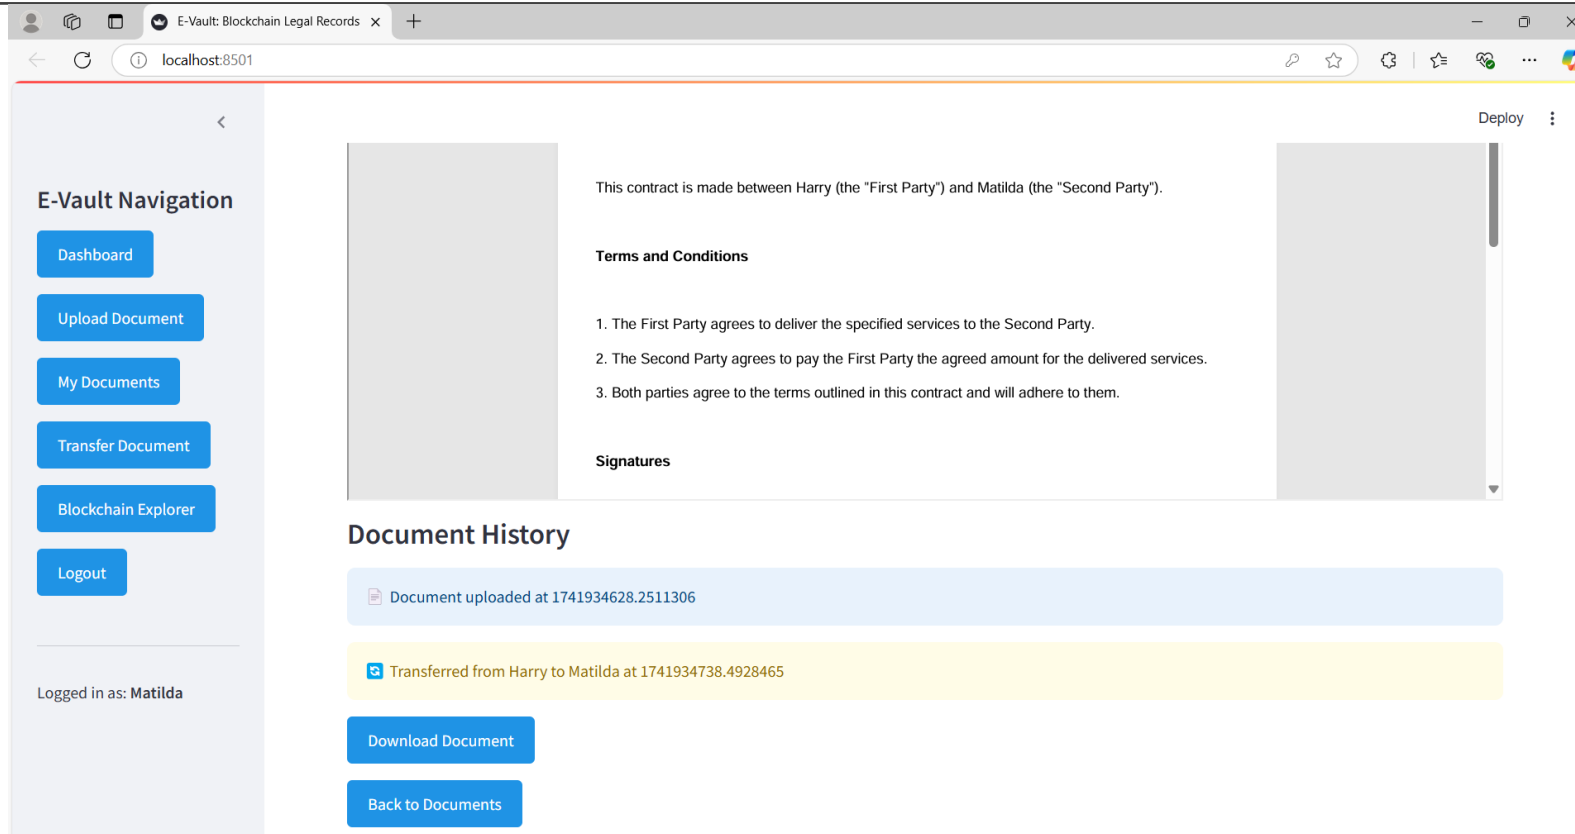 E-Vault: Blockchain Legal Records
localhost:8501
Deploy
E-Vault Navigation
Dashboard
Upload Document
My Documents
Transfer Document
Blockchain Explorer
Logout
Logged in as: Matilda
This contract is made between Harry (the "First Party") and Matilda (the "Second Party").
Terms and Conditions
1. The First Party agrees to deliver the specified services to the Second Party.
2. The Second Party agrees to pay the First Party the agreed amount for the delivered services.
3. Both parties agree to the terms outlined in this contract and will adhere to them.
Signatures
Document History
Document uploaded at 1741934628.2511306
Transferred from Harry to Matilda at 1741934738.4928465
Download Document
Back to Documents